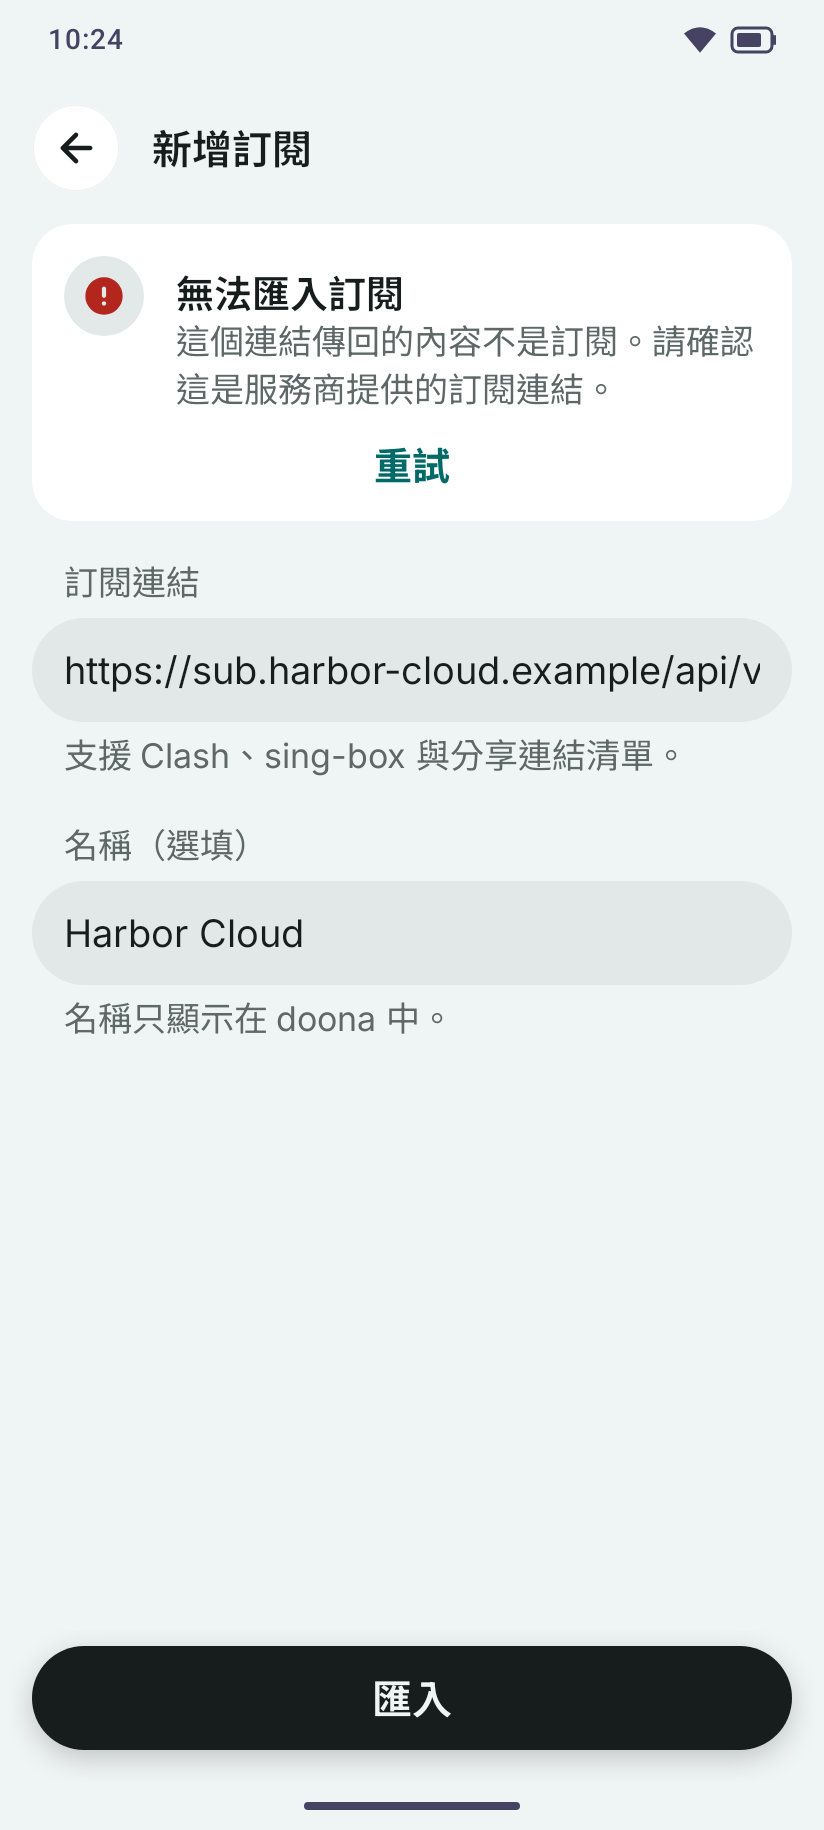 10:24
新增訂閱
無法匯入訂閱
這個連結傳回的內容不是訂閱。請確認
這是服務商提供的訂閱連結。
重試
訂閱連結
https://sub.harbor-cloud.example/api/v
支援 Clash、sing-box 與分享連結清單。
名稱（選填）
Harbor Cloud
名稱只顯示在 doona 中。
匯入